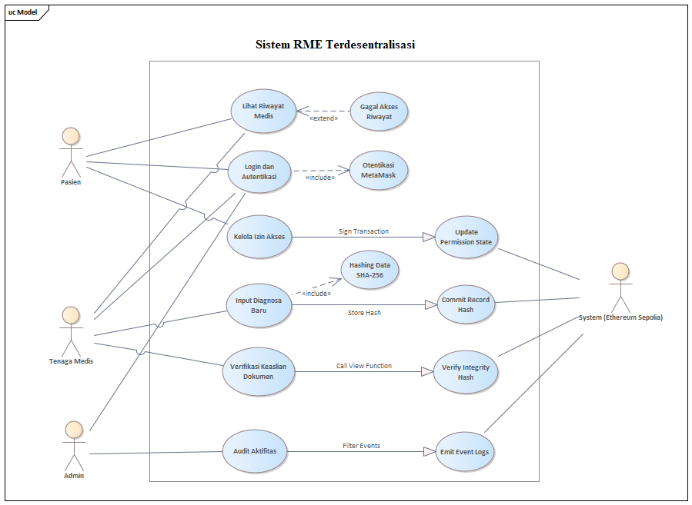 uc Model
Sistem RME Terdesentralisasi
Lihat Riwayat
Medis
Gagal Akses
Riwayat
«extend»
Pasien
Login dan
Autentikasi
Otentikasi
MetaMask
«include»
Kelola Izin Akses
Sign Transaction
Update
Permission State
Hashing Data
SHA-256
«include»
Input Diagnosa
Baru
Store Hash
Commit Record
Hash
System (Ethereum Sepolia)
Tenaga Medis
Verifikasi Keaslian
Dokumen
Call View Function
Verify Integrity
Hash
Admin
Audit Aktifitas
Filter Events
Emit Event Logs